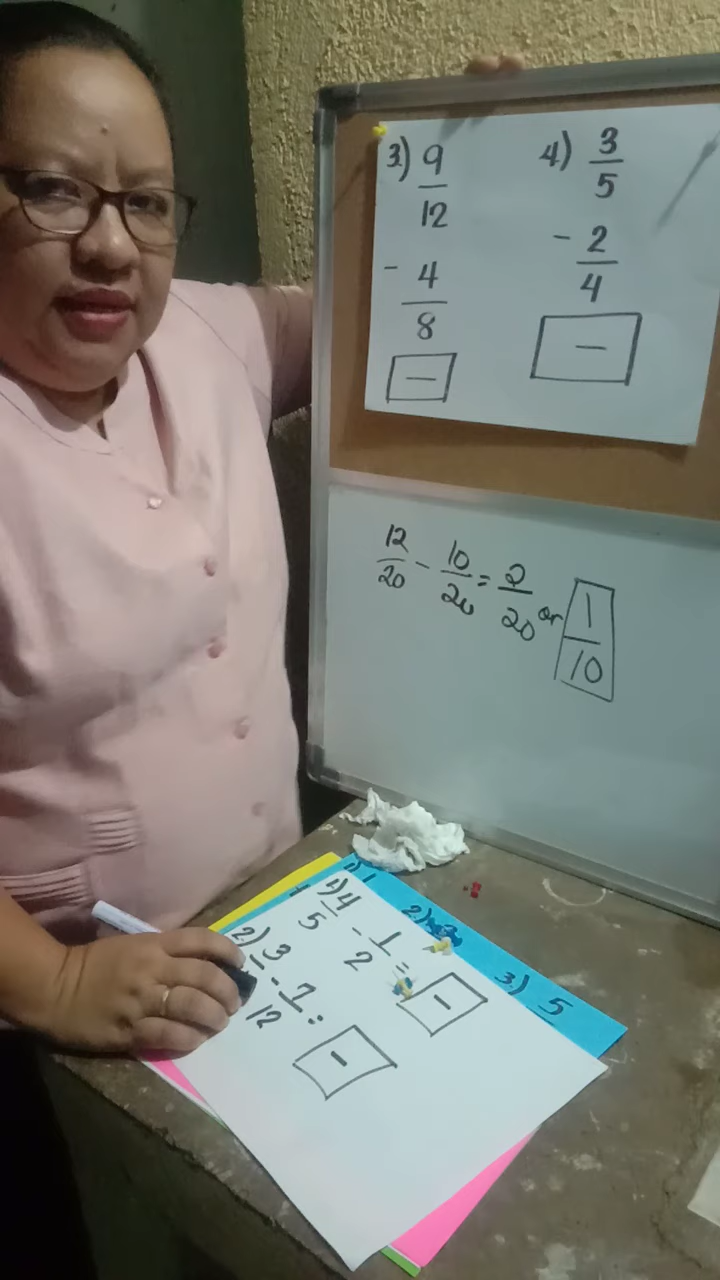 3.) 9/12
- 4/8
4.) 3/5
- 2/4
12/20 - 10/20 = 2/20 or 1/10
1) 4/5 - 1/2 =
2) 3 - 7/12 =
2)
3.) 5